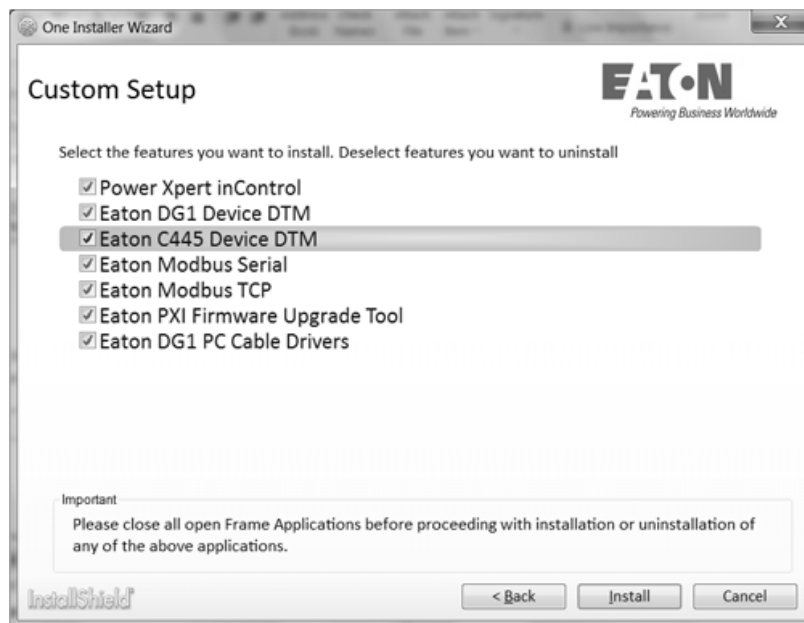 One Installer Wizard
Custom Setup
EATON
Powering Business Worldwide
Select the features you want to install. Deselect features you want to uninstall
Power Xpert inControl
Eaton DG1 Device DTM
Eaton C445 Device DTM
Eaton Modbus Serial
Eaton Modbus TCP
Eaton PXI Firmware Upgrade Tool
Eaton DG1 PC Cable Drivers
Important
Please close all open Frame Applications before proceeding with installation or uninstallation of
any of the above applications.
InstallShield
< Back Install Cancel